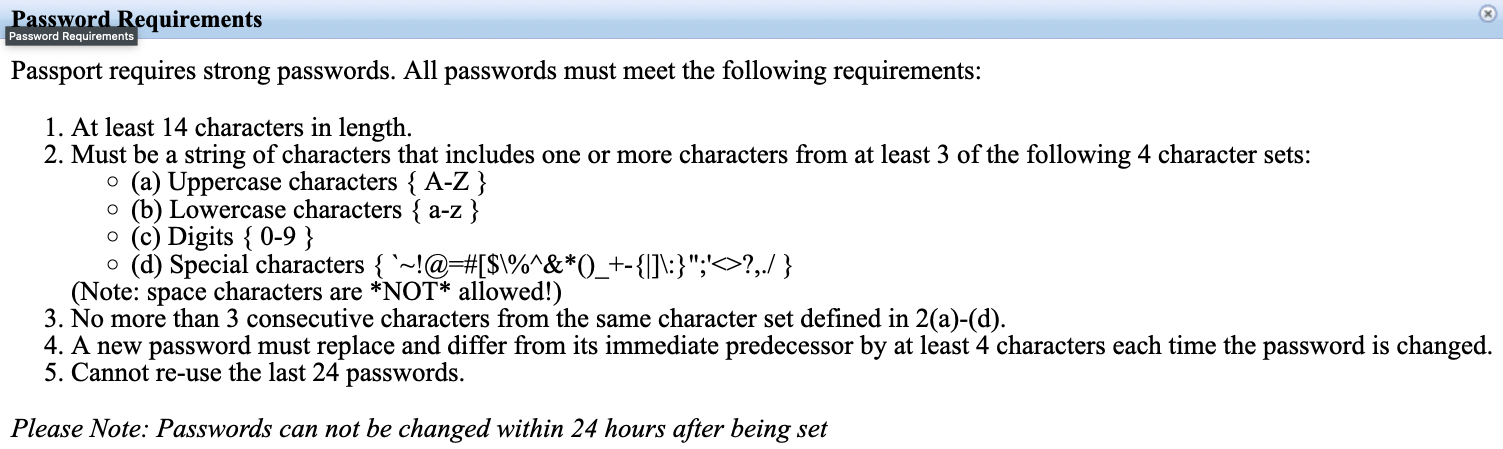 Password Requirements
Password Requirements
Passport requires strong passwords. All passwords must meet the following requirements:
1. At least 14 characters in length.
2. Must be a string of characters that includes one or more characters from at least 3 of the following 4 character sets:
◦ (a) Uppercase characters { A-Z }
◦ (b) Lowercase characters { a-z }
◦ (c) Digits { 0-9 }
◦ (d) Special characters { `~!@=#[$\%^&*()_+-{|]\:}";'<>?,./ }
(Note: space characters are *NOT* allowed!)
3. No more than 3 consecutive characters from the same character set defined in 2(a)-(d).
4. A new password must replace and differ from its immediate predecessor by at least 4 characters each time the password is changed.
5. Cannot re-use the last 24 passwords.
Please Note: Passwords can not be changed within 24 hours after being set